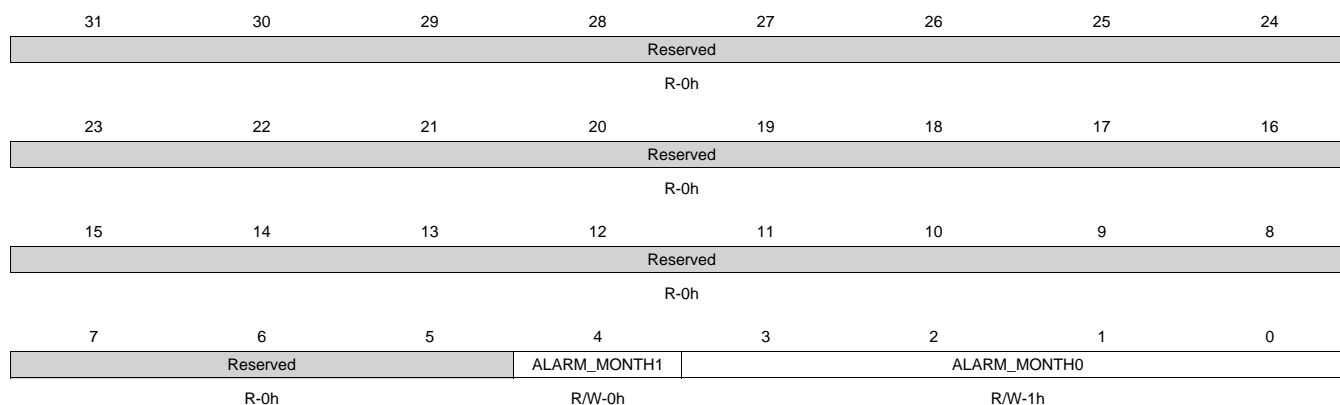 31 30 29 28 27 26 25 24
Reserved
R-0h
23 22 21 20 19 18 17 16
Reserved
R-0h
15 14 13 12 11 10 9 8
Reserved
R-0h
7 6 5 4 3 2 1 0
Reserved ALARM_MONTH1 ALARM_MONTH0
R-0h R/W-0h R/W-1h